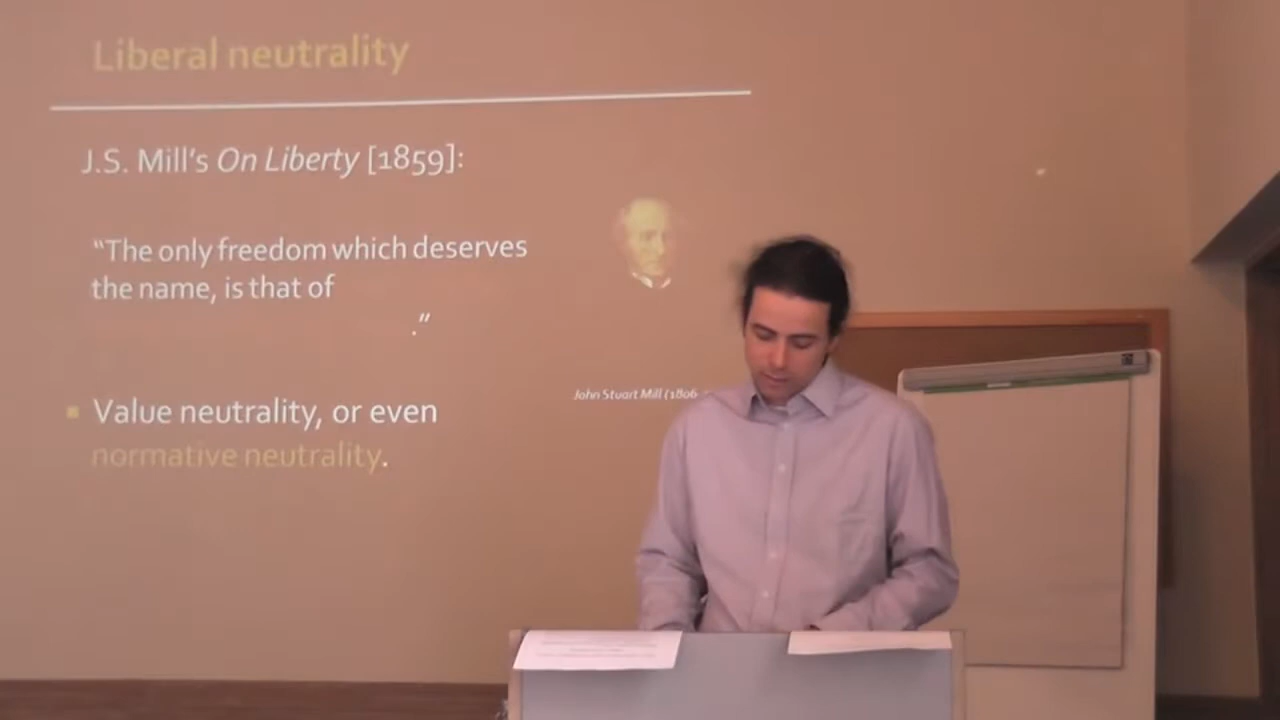 Liberal neutrality
J.S. Mill's On Liberty [1859]:
“The only freedom which deserves
the name, is that of
.”
John Stuart Mill (1806 -
Value neutrality, or even
normative neutrality.